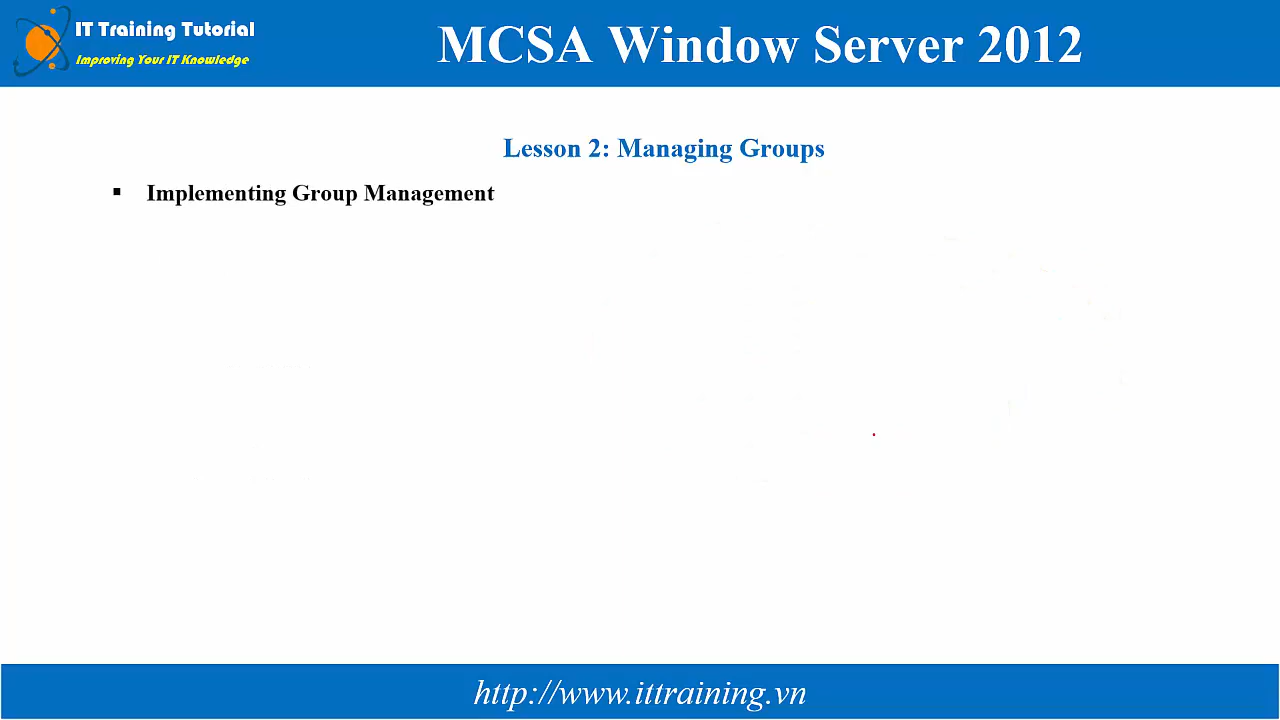 IT Training Tutorial
Improving Your IT Knowledge
MCSA Window Server 2012
Lesson 2: Managing Groups
▪ Implementing Group Management
http://www.ittraining.vn